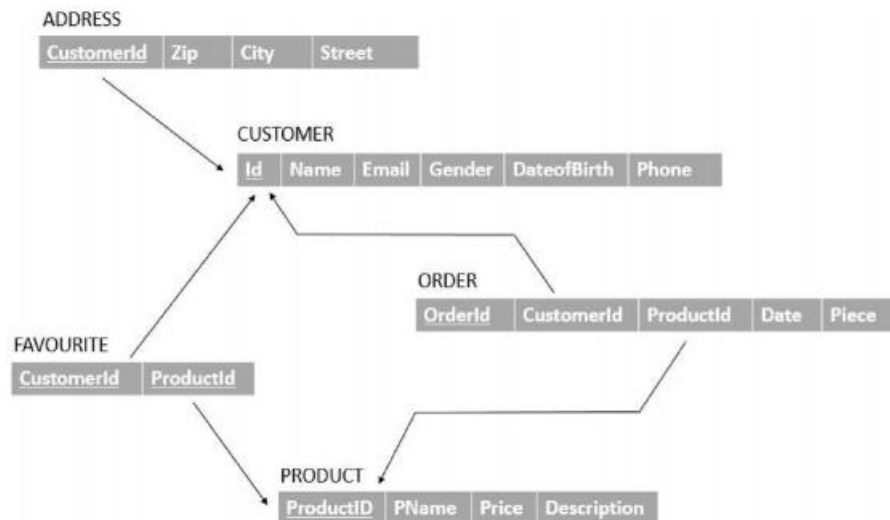 ADDRESS
CustomerId Zip City Street
CUSTOMER
Id Name Email Gender DateofBirth Phone
ORDER
OrderId CustomerId ProductId Date Piece
FAVOURITE
CustomerId ProductId
PRODUCT
ProductID PName Price Description